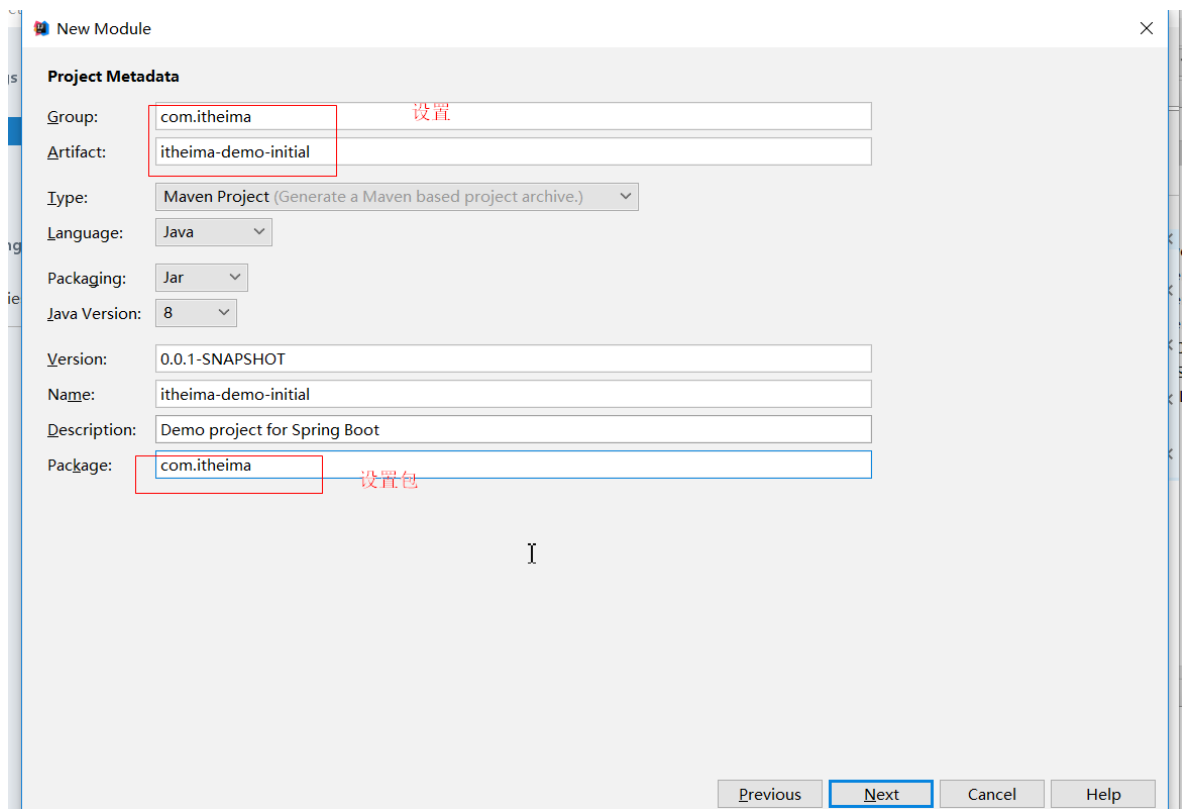 New Module
Project Metadata
Group: com.itheima 设置
Artifact: itheima-demo-initial
Type: Maven Project (Generate a Maven based project archive.)
Language: Java
Packaging: Jar
Java Version: 8
Version: 0.0.1-SNAPSHOT
Name: itheima-demo-initial
Description: Demo project for Spring Boot
Package: com.itheima 设置包
Previous Next Cancel Help